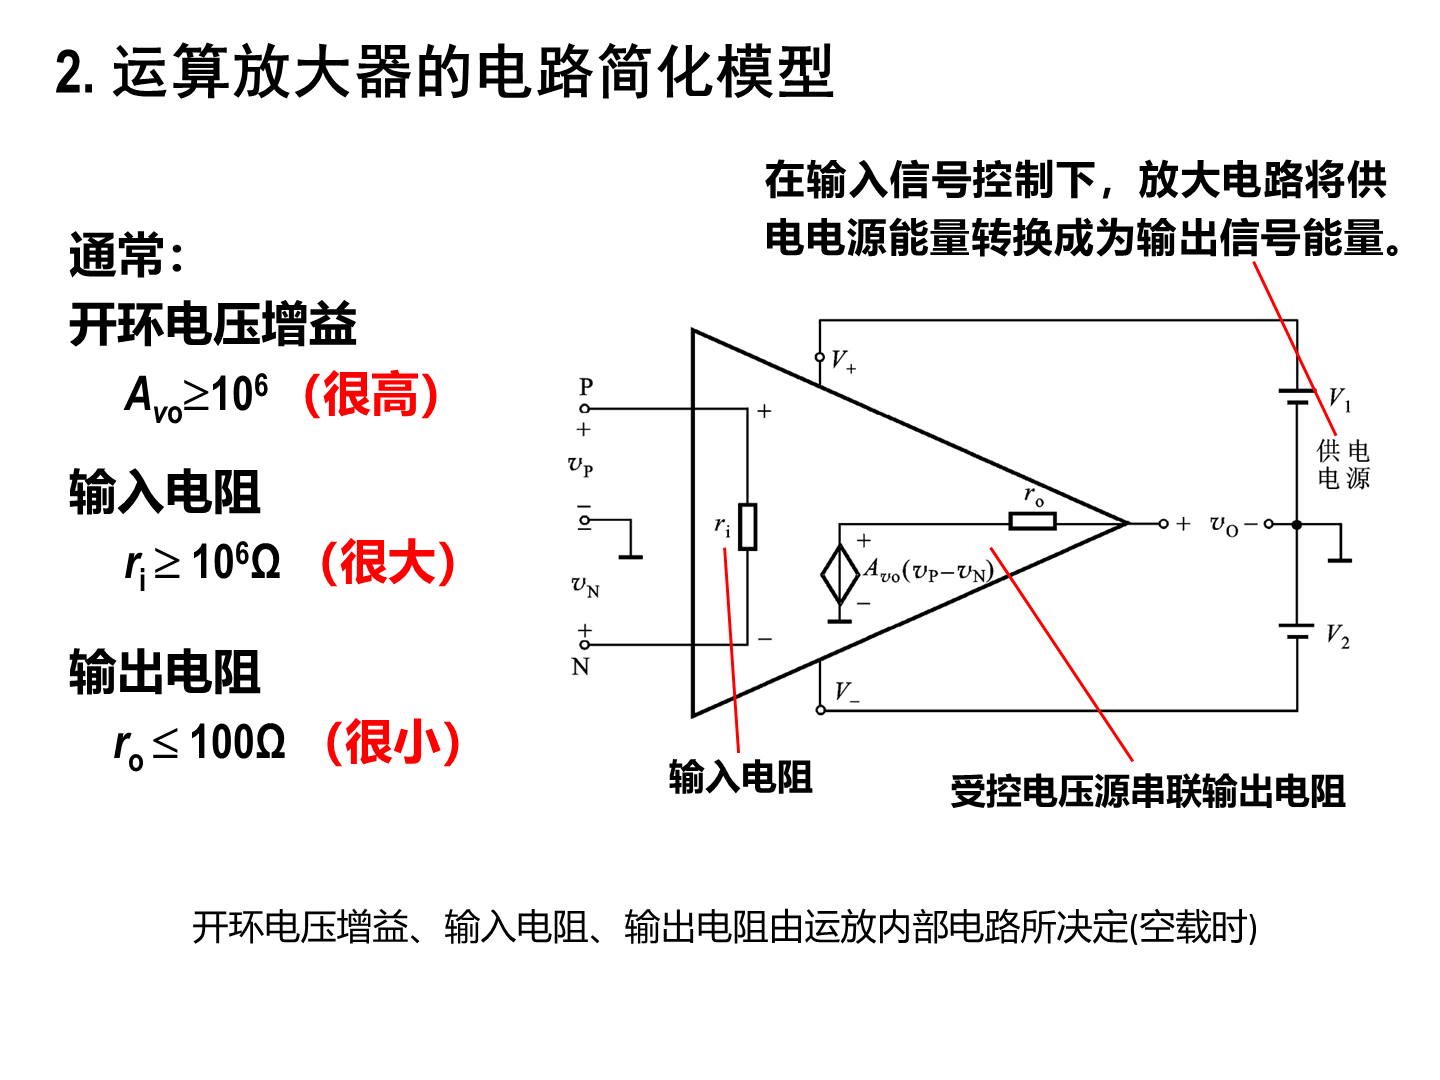 2. 运算放大器的电路简化模型
在输入信号控制下，放大电路将供
电电源能量转换成为输出信号能量。
通常：
开环电压增益
Avo≥10⁶（很高）
输入电阻
ri ≥ 10⁶Ω（很大）
输出电阻
ro ≤ 100Ω（很小）
V+
P
+
vP
−
−
vN
+
N
+
ri
−
ro
+
Avo(vP−vN)
−
V−
+ vO −
V1
供电
电源
V2
输入电阻
受控电压源串联输出电阻
开环电压增益、输入电阻、输出电阻由运放内部电路所决定(空载时)